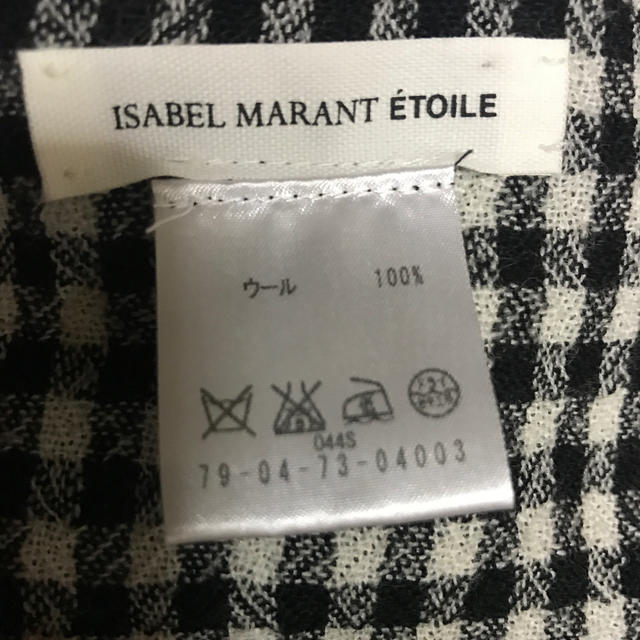 ISABEL MARANT ÉTOILE
ウール 100%
044S
79-04-73-04003